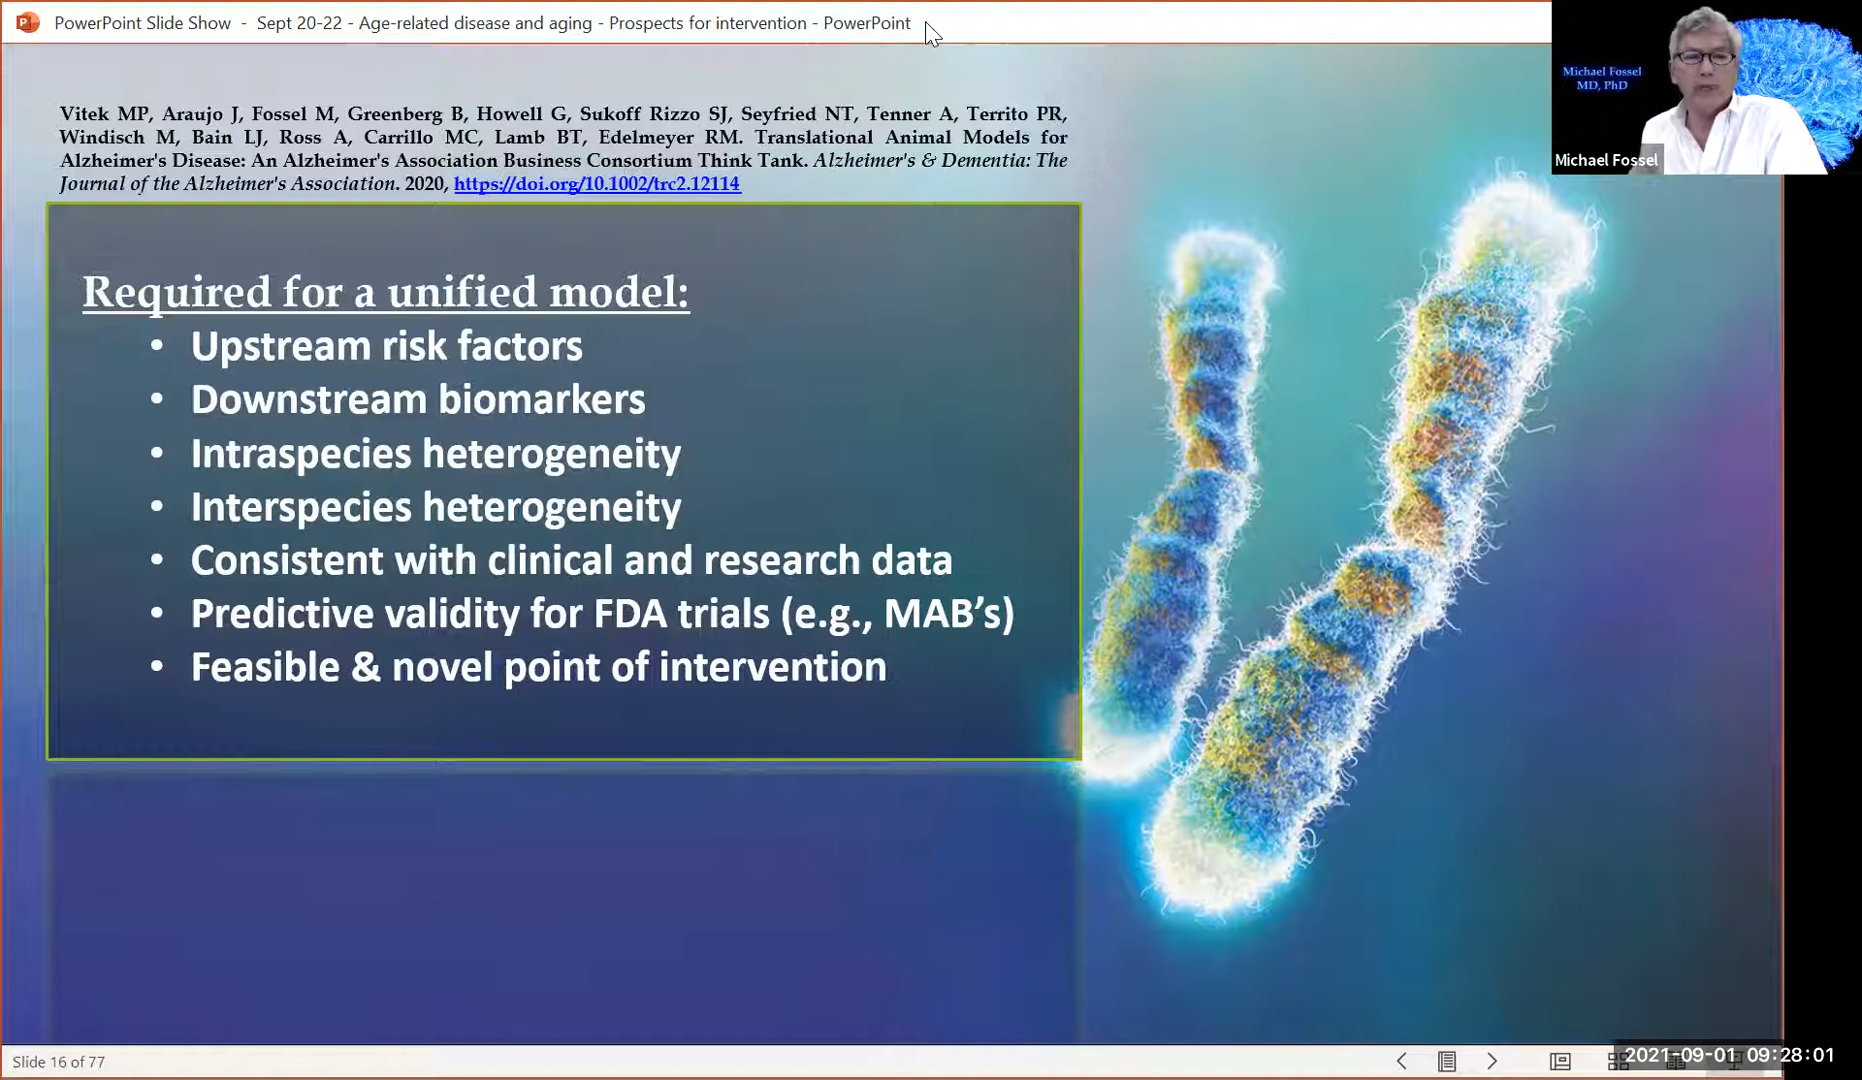 PowerPoint Slide Show - Sept 20-22 - Age-related disease and aging - Prospects for intervention - PowerPoint
Michael Fossel
MD, PhD
Michael Fossel
Vitek MP, Araujo J, Fossel M, Greenberg B, Howell G, Sukoff Rizzo SJ, Seyfried NT, Tenner A, Territo PR,
Windisch M, Bain LJ, Ross A, Carrillo MC, Lamb BT, Edelmeyer RM. Translational Animal Models for
Alzheimer's Disease: An Alzheimer's Association Business Consortium Think Tank. Alzheimer's & Dementia: The
Journal of the Alzheimer's Association. 2020, https://doi.org/10.1002/trc2.12114
Required for a unified model:
• Upstream risk factors
• Downstream biomarkers
• Intraspecies heterogeneity
• Interspecies heterogeneity
• Consistent with clinical and research data
• Predictive validity for FDA trials (e.g., MAB’s)
• Feasible & novel point of intervention
Slide 16 of 77
2021-09-01 09:28:01